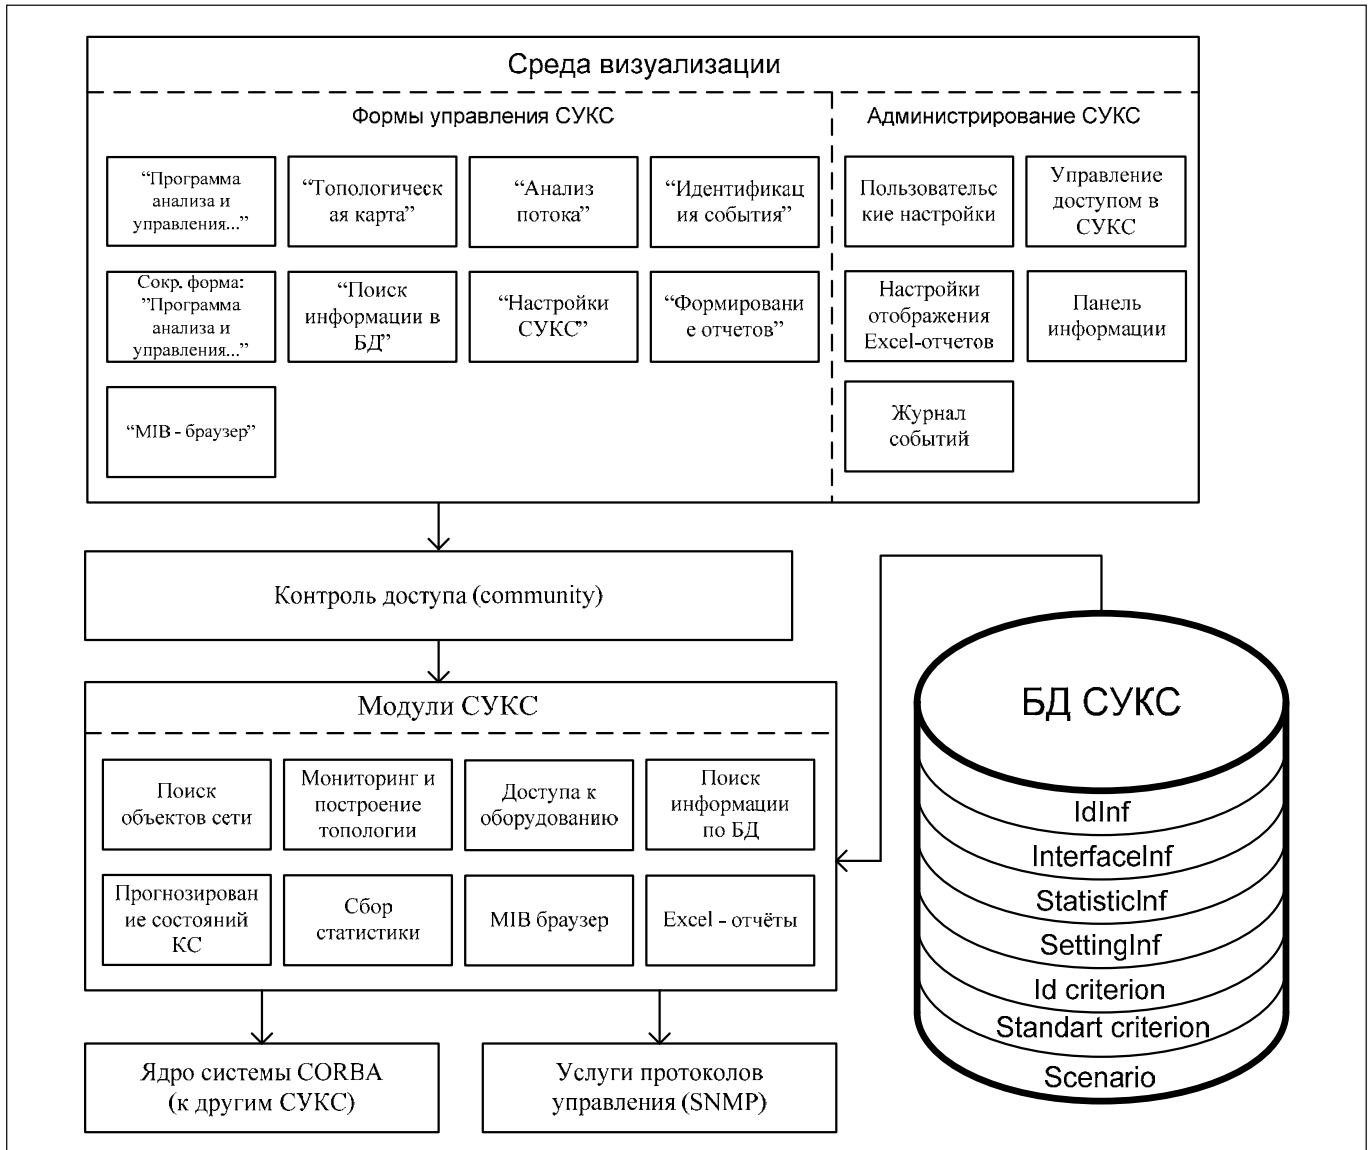 Среда визуализации
Формы управления СУКС
Администрирование СУКС
“Программа
анализа и
управления...”
“Топологическ
ая карта”
“Анализ
потока”
“Идентификац
ия события”
Пользовательс
кие настройки
Управление
доступом в
СУКС
Сокр. форма:
”Программа
анализа и
управления...”
“Поиск
информации в
БД”
“Настройки
СУКС”
“Формировани
е отчетов”
Настройки
отображения
Excel-отчетов
Панель
информации
“MIB - браузер”
Журнал
событий
Контроль доступа (community)
Модули СУКС
Поиск
объектов сети
Мониторинг и
построение
топологии
Доступа к
оборудованию
Поиск
информации
по БД
Прогнозирован
ие состояний
КС
Сбор
статистики
MIB браузер
Excel - отчёты
Ядро системы CORBA
(к другим СУКС)
Услуги протоколов
управления (SNMP)
БД СУКС
IdInf
InterfaceInf
StatisticInf
SettingInf
Id criterion
Standart criterion
Scenario